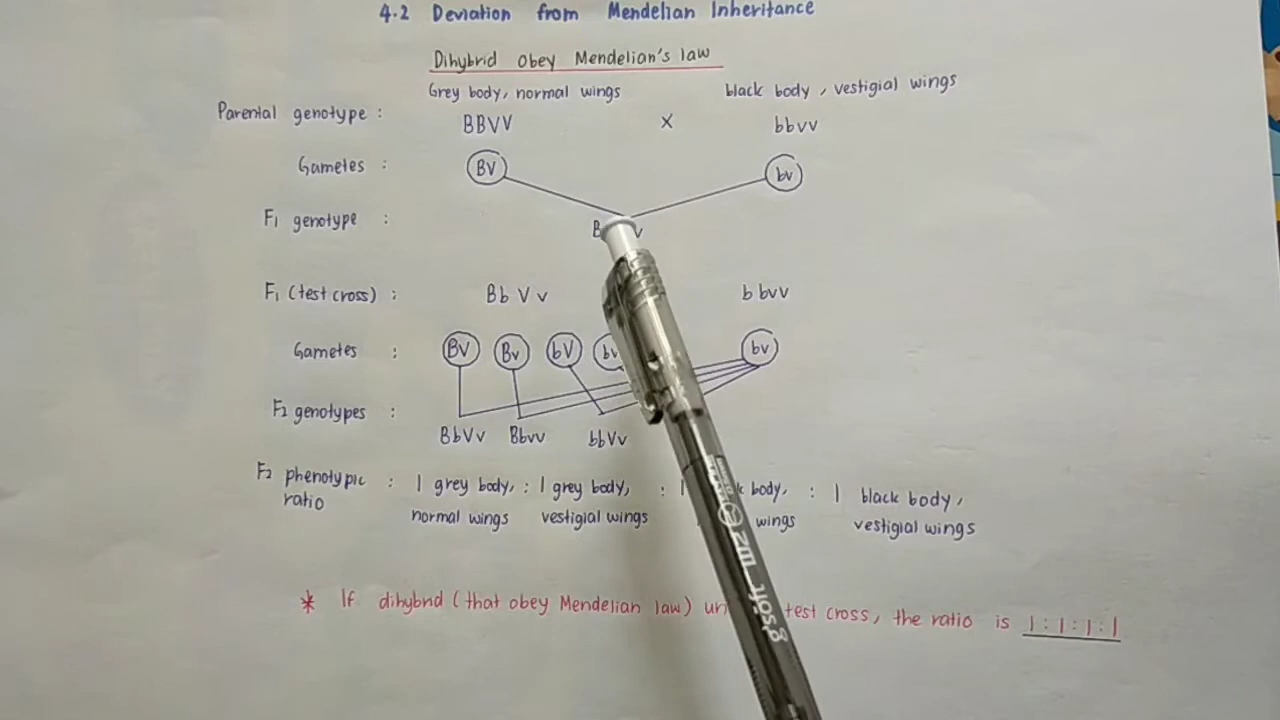 4.2 Deviation from Mendelian Inheritance
Dihybrid obey Mendelian's law
Grey body, normal wings black body, vestigial wings
Parental genotype : BBVV X bbvv
Gametes : BV bv
F1 genotype : B v
F1 (test cross) : Bb Vv bbvv
Gametes : BV Bv bV bv bv
F2 genotypes :
BbVv Bbvv bbVv
F2 phenotypic ratio : 1 grey body, : 1 grey body, : 1 body, : 1 black body,
normal wings vestigial wings wings vestigial wings
* If dihybrid (that obey Mendelian law) test cross, the ratio is 1:1:1:1